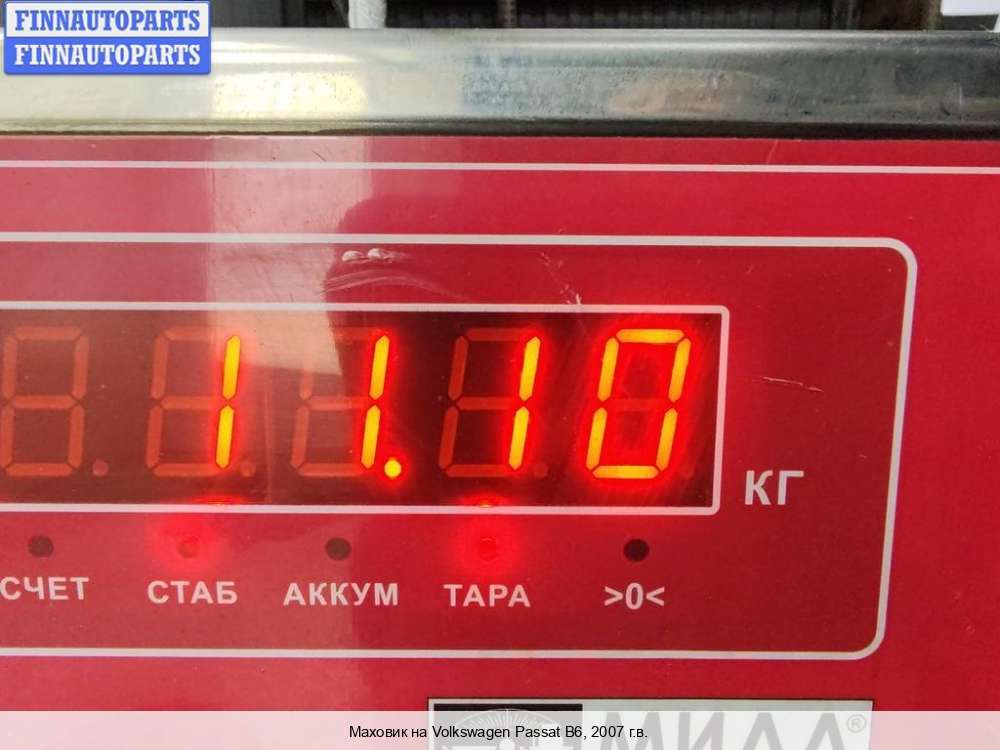 FINNAUTOPARTS
FINNAUTOPARTS
11.10
КГ
СЧЕТ СТАБ АККУМ ТАРА >0<
Маховик на Volkswagen Passat B6, 2007 г.в.